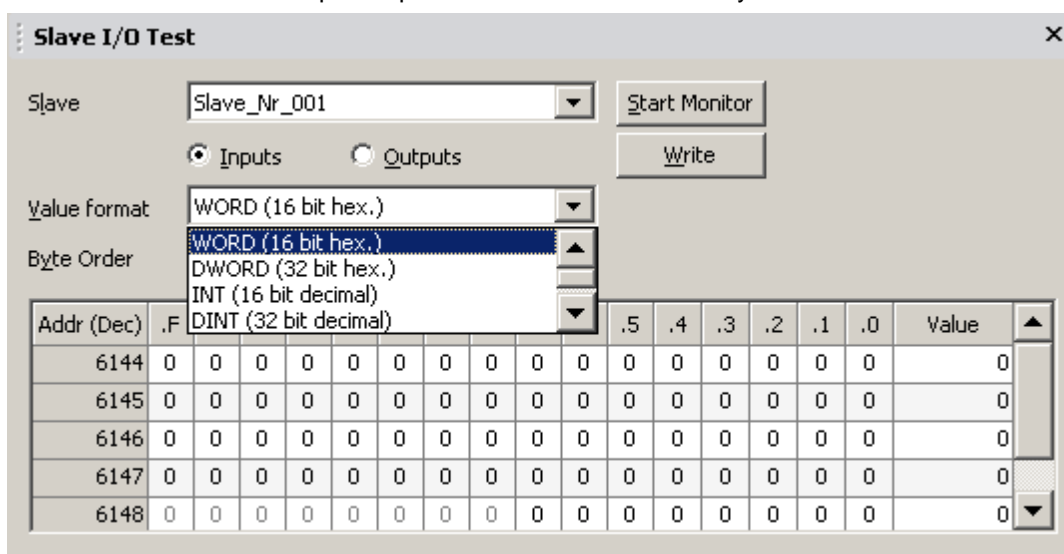 Slave I/O Test
Slave Slave_Nr_001 Start Monitor
Inputs Outputs Write
Value format WORD (16 bit hex.)
WORD (16 bit hex.)
Byte Order DWORD (32 bit hex.)
INT (16 bit decimal)
DINT (32 bit decimal)
Addr (Dec) .F .5 .4 .3 .2 .1 .0 Value
6144 0 0 0 0 0 0 0 0 0 0 0 0 0 0 0 0 0
6145 0 0 0 0 0 0 0 0 0 0 0 0 0 0 0 0 0
6146 0 0 0 0 0 0 0 0 0 0 0 0 0 0 0 0 0
6147 0 0 0 0 0 0 0 0 0 0 0 0 0 0 0 0 0
6148 0 0 0 0 0 0 0 0 0 0 0 0 0 0 0 0 0